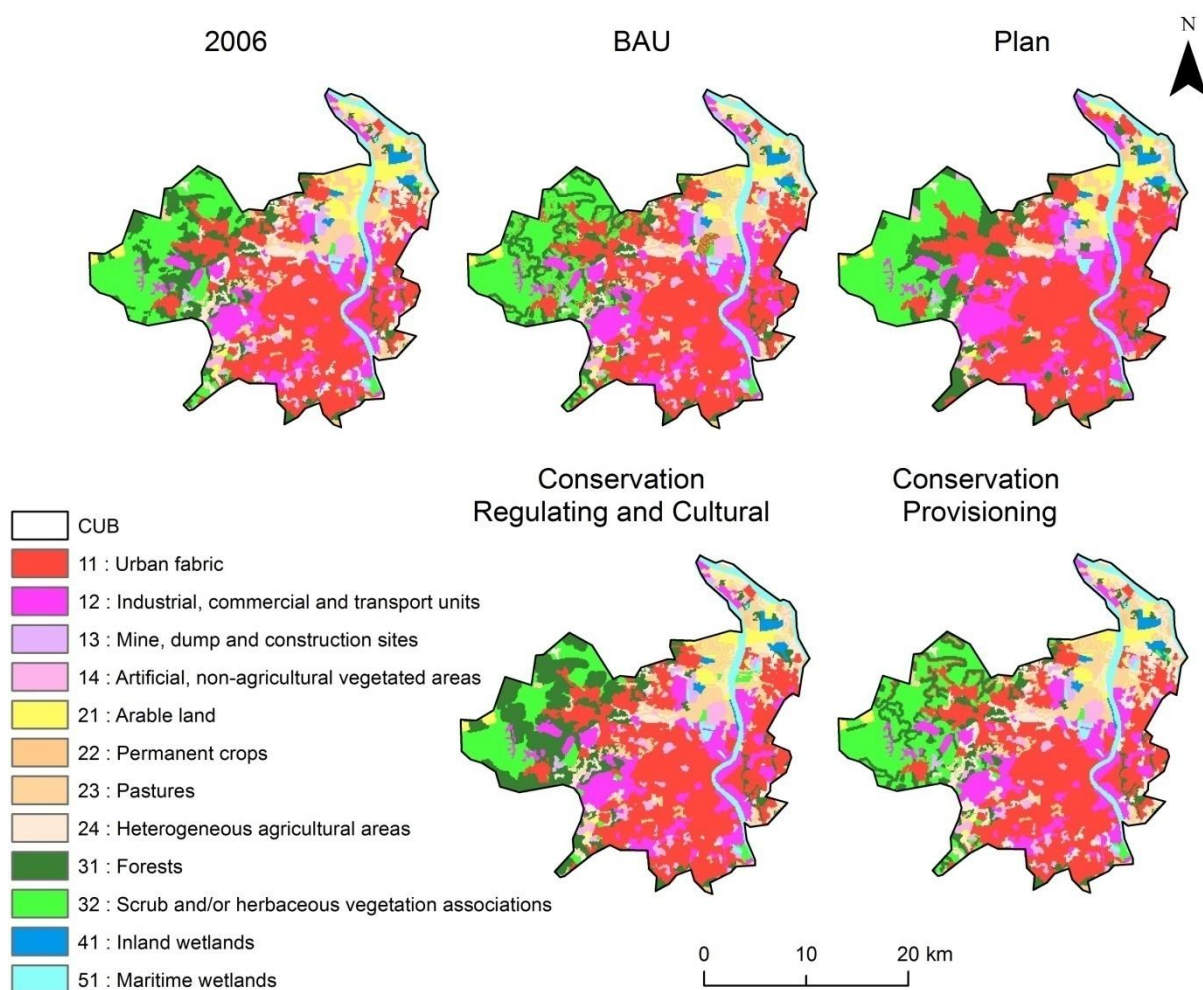 2006
BAU
Plan
N
Conservation
Regulating and Cultural
Conservation
Provisioning
CUB
11 : Urban fabric
12 : Industrial, commercial and transport units
13 : Mine, dump and construction sites
14 : Artificial, non-agricultural vegetated areas
21 : Arable land
22 : Permanent crops
23 : Pastures
24 : Heterogeneous agricultural areas
31 : Forests
32 : Scrub and/or herbaceous vegetation associations
41 : Inland wetlands
51 : Maritime wetlands
0 10 20 km